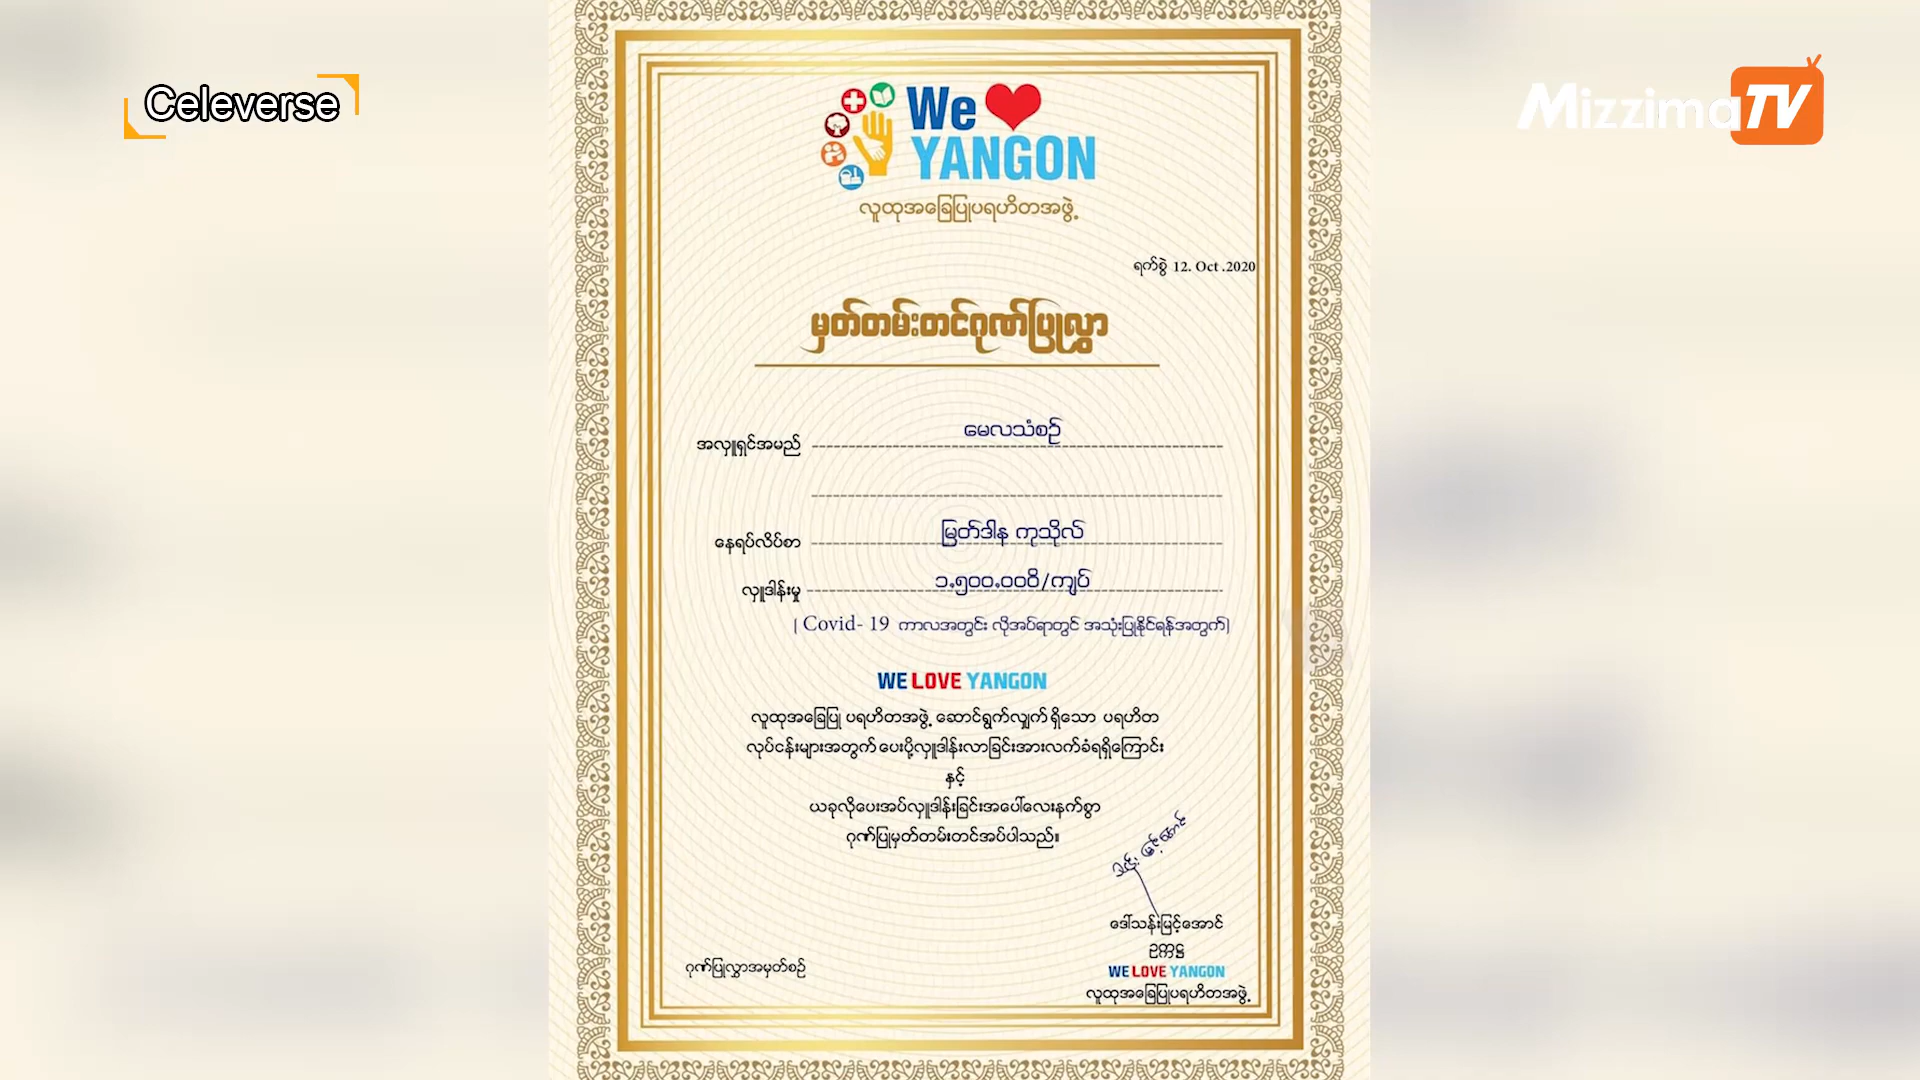 Celeverse
Mizzima TV
We ❤ YANGON
လူထုအခြေပြုပရဟိတအဖွဲ့
ရက်စွဲ 12. Oct .2020
မှတ်တမ်းတင်ဂုဏ်ပြုလွှာ
အလှူရှင်အမည် မေလသံစဉ်
နေရပ်လိပ်စာ မြတ်ဒါန ကုသိုလ်
လှူဒါန်းမှု ၁,၅၀၀,၀၀ဝိ/ကျပ်
( Covid- 19 ကာလအတွင်း လိုအပ်ရာတွင် အသုံးပြုနိုင်ရန်အတွက်)
WE LOVE YANGON
လူထုအခြေပြု ပရဟိတအဖွဲ့ ဆောင်ရွက်လျှက်ရှိသော ပရဟိတ
လုပ်ငန်းများအတွက် ပေးပို့လှူဒါန်းလာခြင်းအားလက်ခံရရှိကြောင်း
နှင့်
ယခုလိုပေးအပ်လှူဒါန်းခြင်းအပေါ်လေးနက်စွာ
ဂုဏ်ပြုမှတ်တမ်းတင်အပ်ပါသည်။
ဒေါ်သန်းမြင့်အောင်
ဥက္ကဋ္ဌ
WE LOVE YANGON
လူထုအခြေပြုပရဟိတအဖွဲ့
ဂုဏ်ပြုလွှာအမှတ်စဉ်